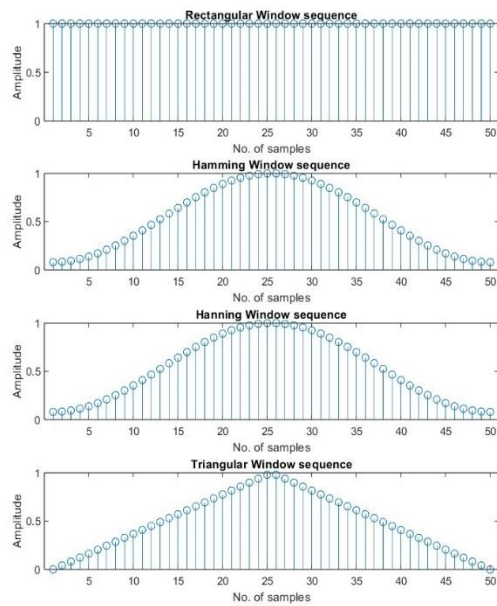 Rectangular Window sequence
1
0.5
0
Amplitude
5 10 15 20 25 30 35 40 45 50
No. of samples
Hamming Window sequence
1
0.5
0
Amplitude
5 10 15 20 25 30 35 40 45 50
No. of samples
Hanning Window sequence
1
0.5
0
Amplitude
5 10 15 20 25 30 35 40 45 50
No. of samples
Triangular Window sequence
1
0.5
0
Amplitude
5 10 15 20 25 30 35 40 45 50
No. of samples